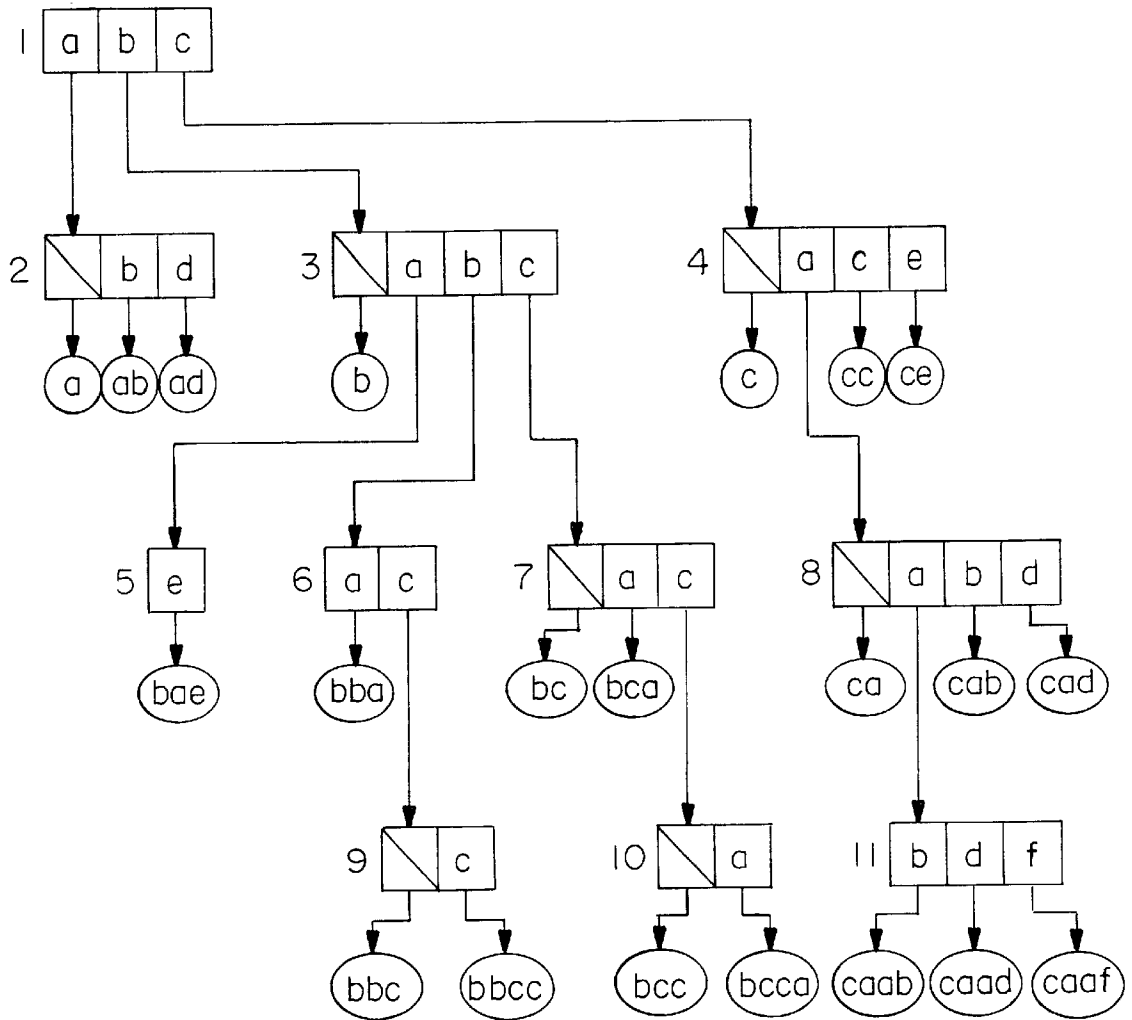 1 a b c
2 b d 3 a b c 4 a c e
a ab ad b c cc ce
5 e 6 a c 7 a c 8 a b d
bae bba bc bca ca cab cad
9 c 10 a 11 b d f
bbc bbcc bcc bcca caab caad caaf